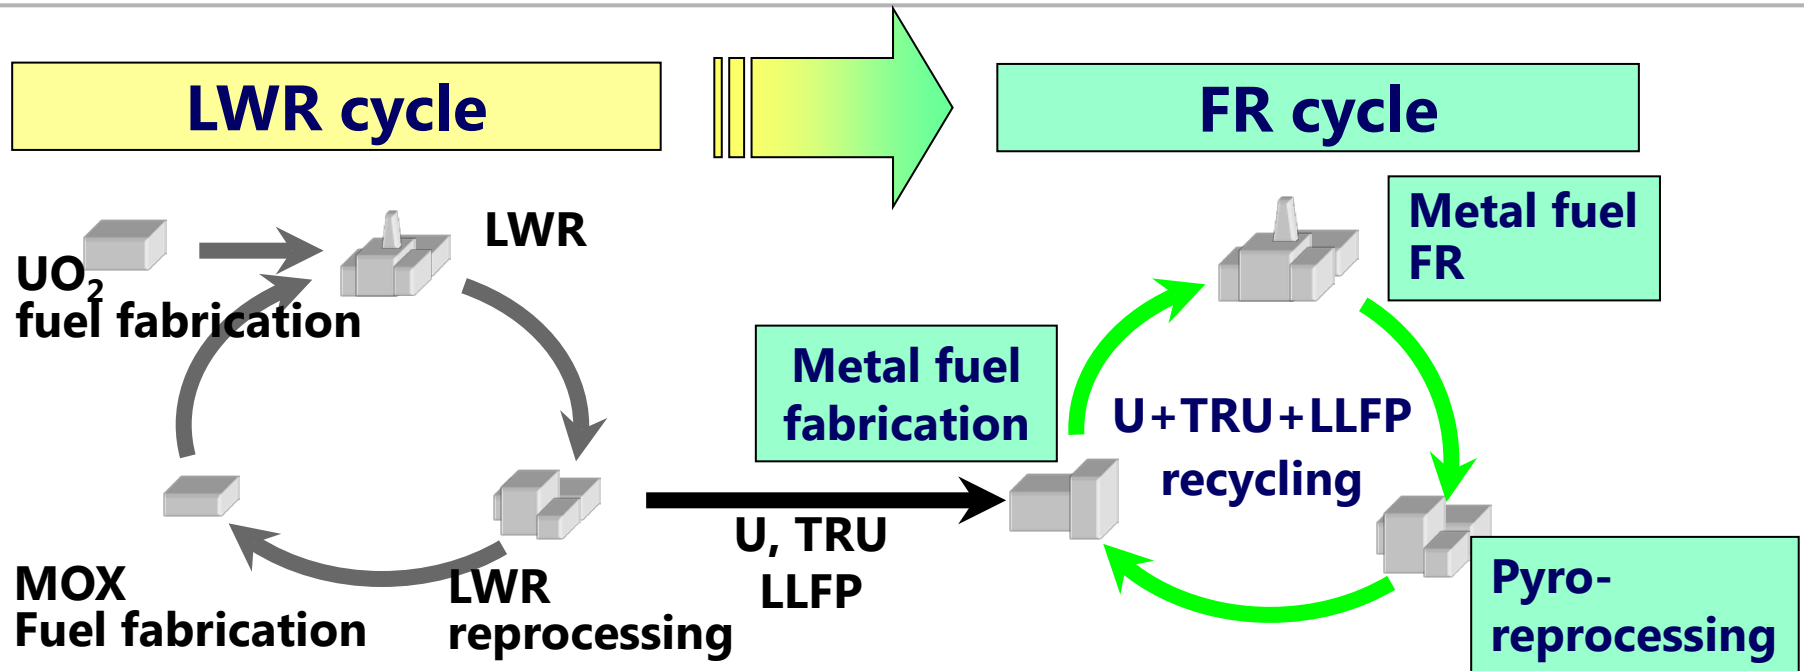 LWR cycle
FR cycle
LWR
UO₂
fuel fabrication
MOX
Fuel fabrication
LWR
reprocessing
U, TRU
LLFP
Metal fuel
FR
Metal fuel
fabrication
U+TRU+LLFP
recycling
Pyro-
reprocessing